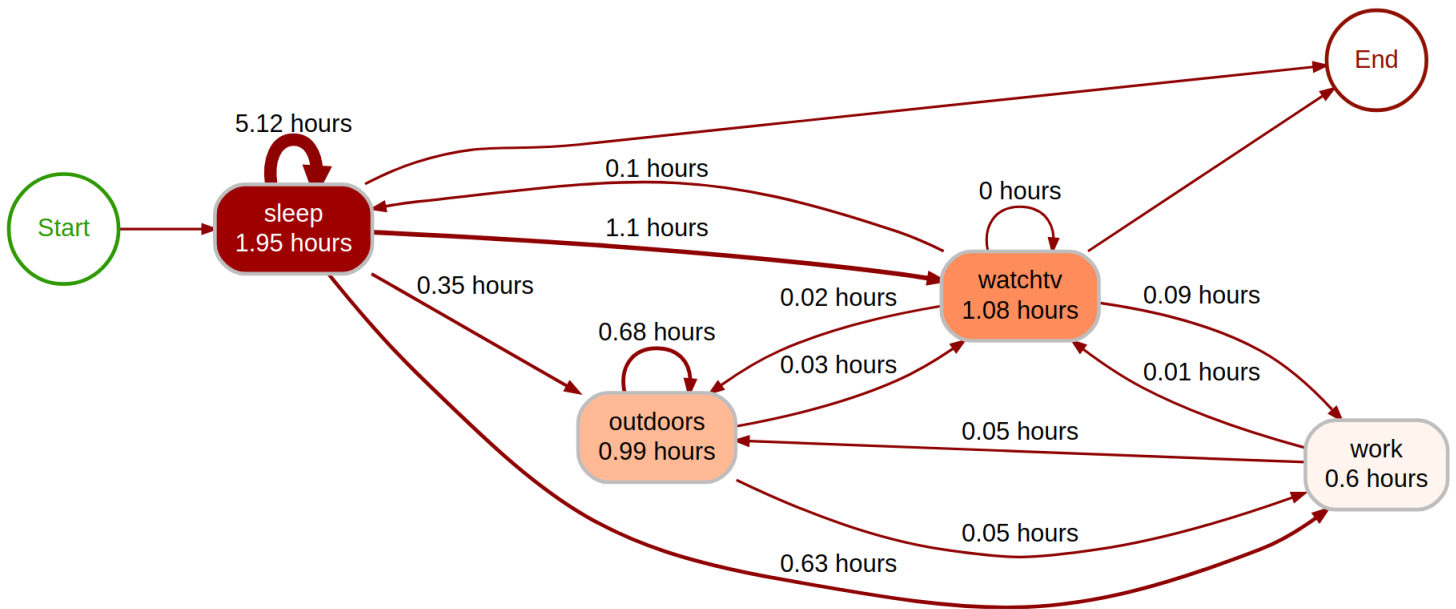 End
5.12 hours
0.1 hours
0 hours
Start
sleep
1.95 hours
1.1 hours
0.35 hours
watchtv
1.08 hours
0.02 hours
0.09 hours
0.68 hours
0.03 hours
0.01 hours
outdoors
0.99 hours
0.05 hours
work
0.6 hours
0.05 hours
0.63 hours